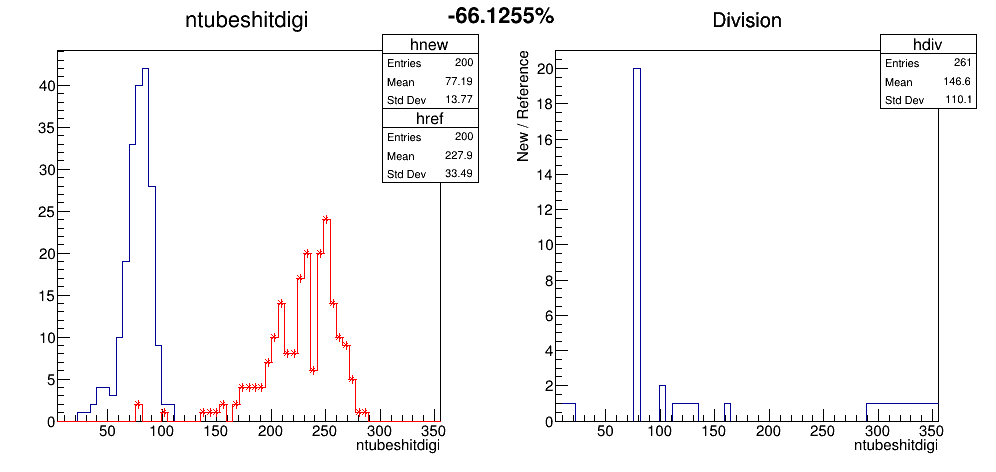 -66.1255%
ntubeshitdigi
hnew
Entries 200
Mean 77.19
Std Dev 13.77
href
Entries 200
Mean 227.9
Std Dev 33.49
40
35
30
25
20
15
10
5
0
50 100 150 200 250 300 350
ntubeshitdigi
Division
hdiv
Entries 261
Mean 146.6
Std Dev 110.1
New / Reference
20
18
16
14
12
10
8
6
4
2
0
50 100 150 200 250 300 350
ntubeshitdigi